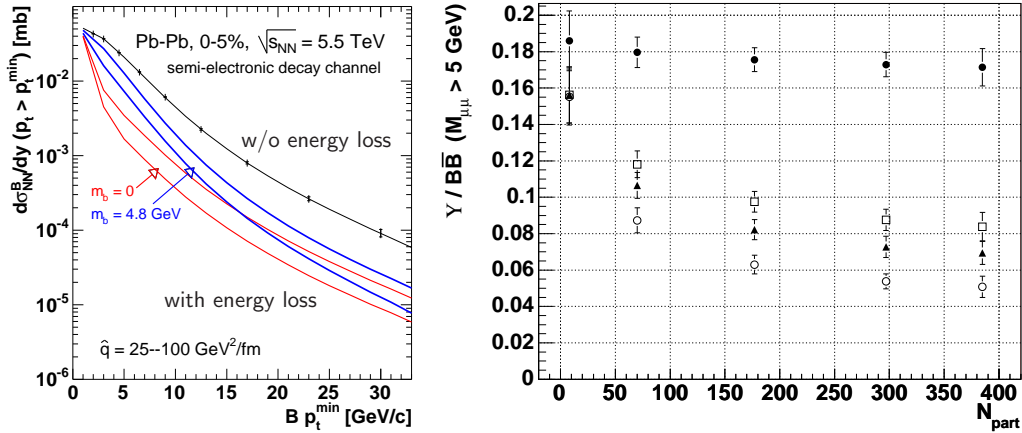 dσ^B_NN/dy (p_t > p_t^min) [mb]
10^-2
10^-3
10^-4
10^-5
10^-6
Pb-Pb, 0-5%, √s_NN = 5.5 TeV
semi-electronic decay channel
w/o energy loss
m_b = 0
m_b = 4.8 GeV
with energy loss
q̂ = 25--100 GeV^2/fm
0 5 10 15 20 25 30
B p_t^min [GeV/c]
Υ / BB̄ (M_μμ > 5 GeV)
0.2
0.18
0.16
0.14
0.12
0.1
0.08
0.06
0.04
0.02
0
0 50 100 150 200 250 300 350 400
N_part